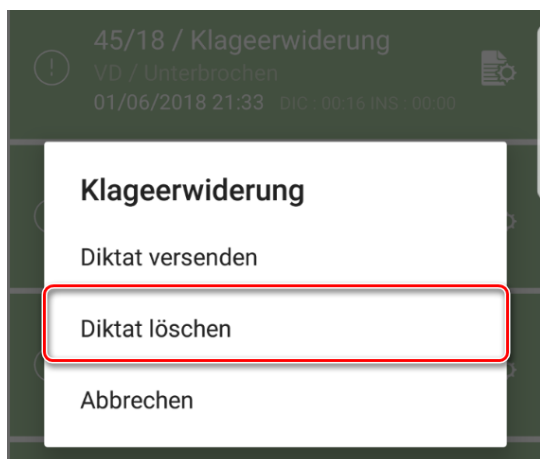 45/18 / Klageerwiderung
VD / Unterbrochen
01/06/2018 21:33 DIC : 00:16 INS : 00:00
Klageerwiderung
Diktat versenden
Diktat löschen
Abbrechen